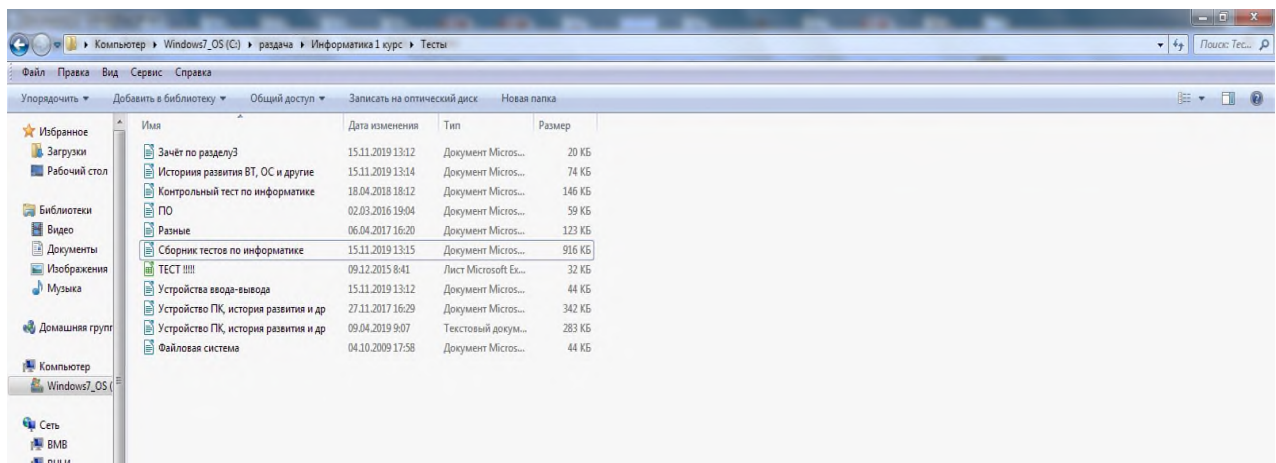 Компьютер ▸ Windows7_OS (C:) ▸ раздача ▸ Информатика 1 курс ▸ Тесты
Поиск: Тес...
Файл Правка Вид Сервис Справка
Упорядочить Добавить в библиотеку Общий доступ Записать на оптический диск Новая папка
Избранное
Загрузки
Рабочий стол
Библиотеки
Видео
Документы
Изображения
Музыка
Домашняя групп
Компьютер
Windows7_OS (
Сеть
BMB
Имя Дата изменения Тип Размер
Зачёт по разделу3 15.11.2019 13:12 Документ Micros... 20 КБ
Историия развития ВТ, ОС и другие 15.11.2019 13:14 Документ Micros... 74 КБ
Контрольный тест по информатике 18.04.2018 18:12 Документ Micros... 146 КБ
ПО 02.03.2016 19:04 Документ Micros... 59 КБ
Разные 06.04.2017 16:20 Документ Micros... 123 КБ
Сборник тестов по информатике 15.11.2019 13:15 Документ Micros... 916 КБ
ТЕСТ !!!!! 09.12.2015 8:41 Лист Microsoft Ex... 32 КБ
Устройства ввода-вывода 15.11.2019 13:12 Документ Micros... 44 КБ
Устройство ПК, история развития и др 27.11.2017 16:29 Документ Micros... 342 КБ
Устройство ПК, история развития и др 09.04.2019 9:07 Текстовый докум... 283 КБ
Файловая система 04.10.2009 17:58 Документ Micros... 44 КБ